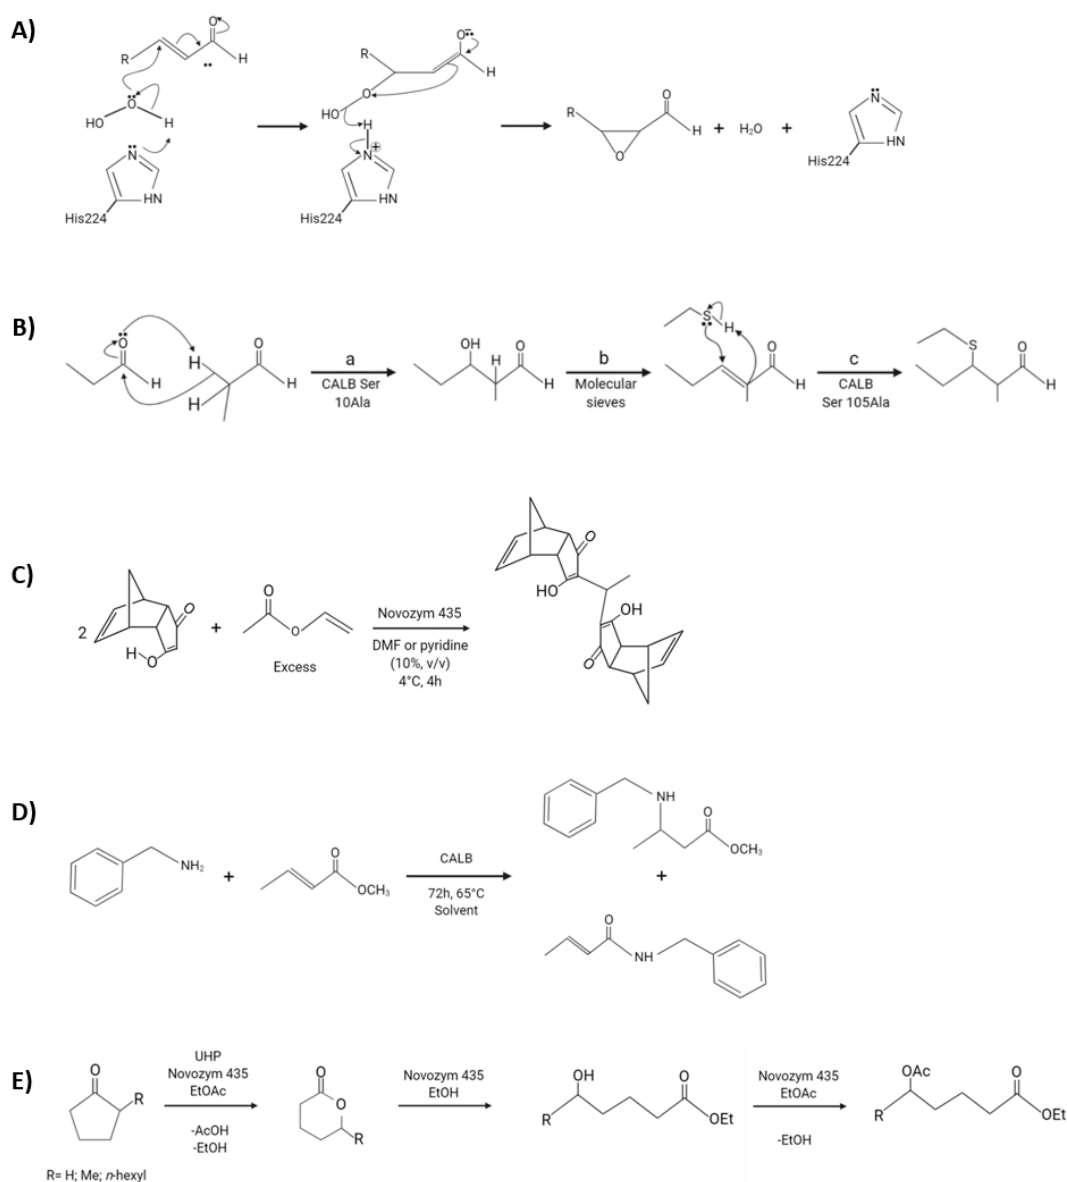 A)
O
R
H
O
HO
H
N
HN
His224
O⁻
R
H
O
HO
H
N⊕
HN
His224
R
O
H
O
+
H₂O
+
N
HN
His224
B)
O
H
H
H
O
H
a
CALB Ser
10Ala
OH
H
O
H
b
Molecular
sieves
S
H
O
H
c
CALB
Ser 105Ala
S
O
H
C)
2
O
H
O
+
O
O
Excess
Novozym 435
DMF or pyridine
(10%, v/v)
4°C, 4h
O
HO
OH
O
D)
NH₂
+
O
OCH₃
CALB
72h, 65°C
Solvent
NH
O
OCH₃
+
O
NH
E)
O
R
R= H; Me; n-hexyl
UHP
Novozym 435
EtOAc
-AcOH
-EtOH
O
O
R
Novozym 435
EtOH
OH
R
O
OEt
Novozym 435
EtOAc
-EtOH
OAc
R
O
OEt